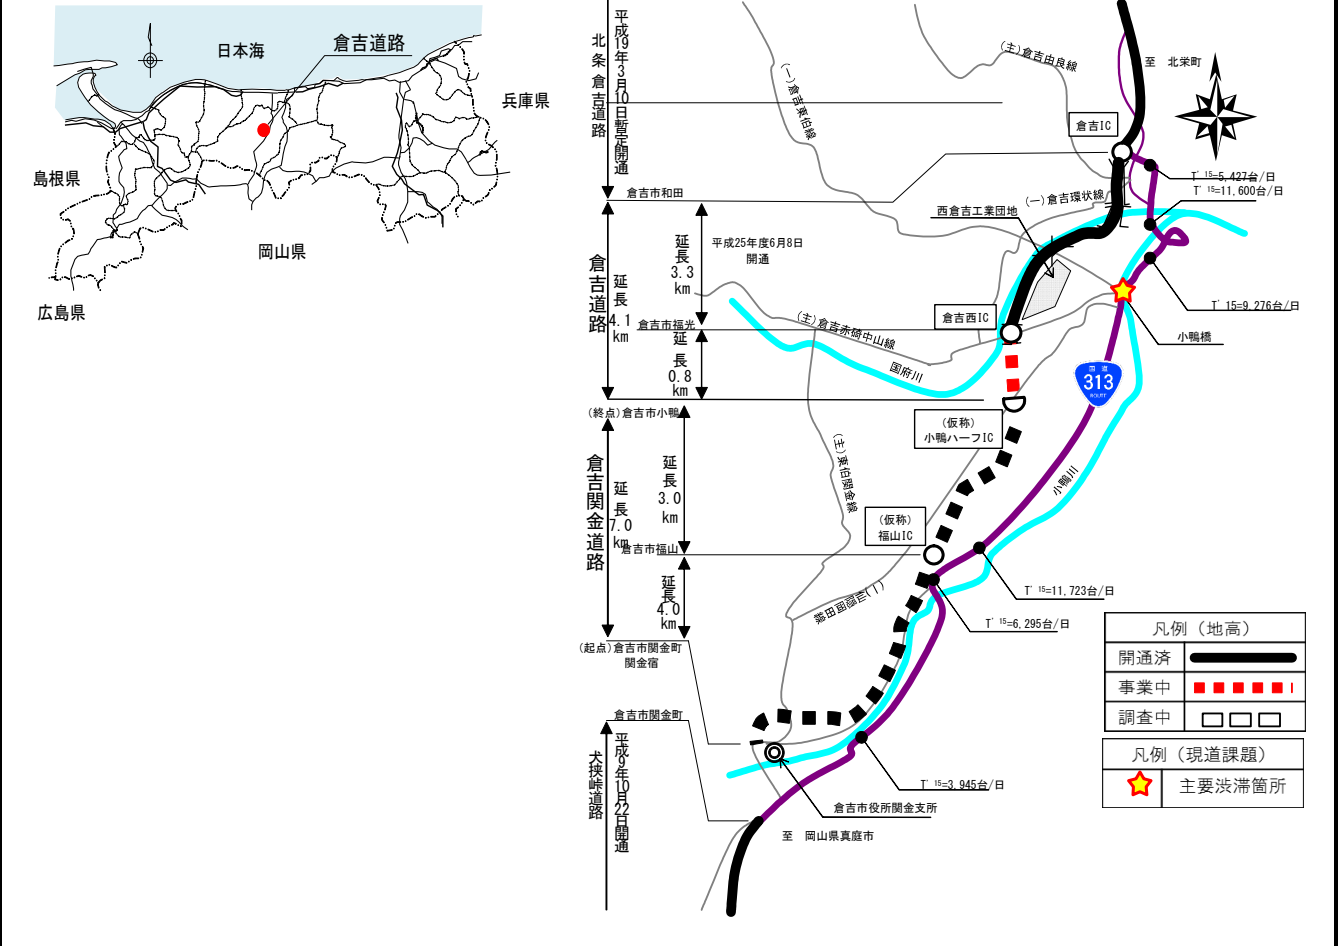 日本海
倉吉道路
兵庫県
島根県
岡山県
広島県
北条倉吉道路
平成19年3月10日暫定開通
倉吉市和田
倉吉道路
延長4.1km
延長3.3km
平成25年度6月8日
開通
倉吉市福光
延長0.8km
(終点)倉吉市小鴨
倉吉関金道路
延長7.0km
延長3.0km
倉吉市福山
延長4.0km
(起点)倉吉市関金町
関金宿
倉吉市関金町
犬挟峠道路
平成9年10月22日開通
(一)倉吉東伯線
(主)倉吉由良線
至 北栄町
倉吉IC
T' 15=5,427台/日
T' 15=11,600台/日
(一)倉吉環状線
西倉吉工業団地
倉吉西IC
T' 15=9,276台/日
小鴨橋
(主)倉吉赤碕中山線
国府川
国道
313
ROUTE
(仮称)
小鴨ハーフIC
(主)東伯関金線
小鴨川
(仮称)
福山IC
T' 15=11,723台/日
T' 15=6,295台/日
T' 15=3,945台/日
倉吉市役所関金支所
至 岡山県真庭市
凡例(地高)
開通済
事業中
調査中
凡例(現道課題)
主要渋滞箇所